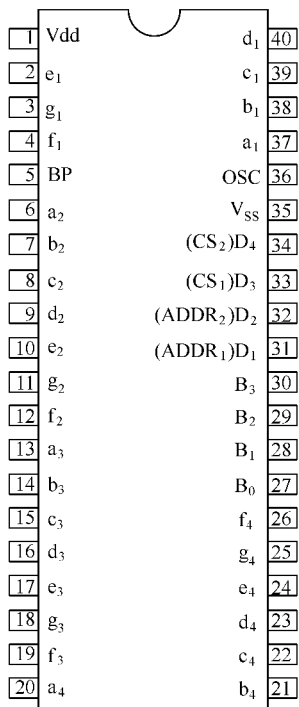 1 Vdd d₁ 40
2 e₁ c₁ 39
3 g₁ b₁ 38
4 f₁ a₁ 37
5 BP OSC 36
6 a₂ V_SS 35
7 b₂ (CS₂)D₄ 34
8 c₂ (CS₁)D₃ 33
9 d₂ (ADDR₂)D₂ 32
10 e₂ (ADDR₁)D₁ 31
11 g₂ B₃ 30
12 f₂ B₂ 29
13 a₃ B₁ 28
14 b₃ B₀ 27
15 c₃ f₄ 26
16 d₃ g₄ 25
17 e₃ e₄ 24
18 g₃ d₄ 23
19 f₃ c₄ 22
20 a₄ b₄ 21